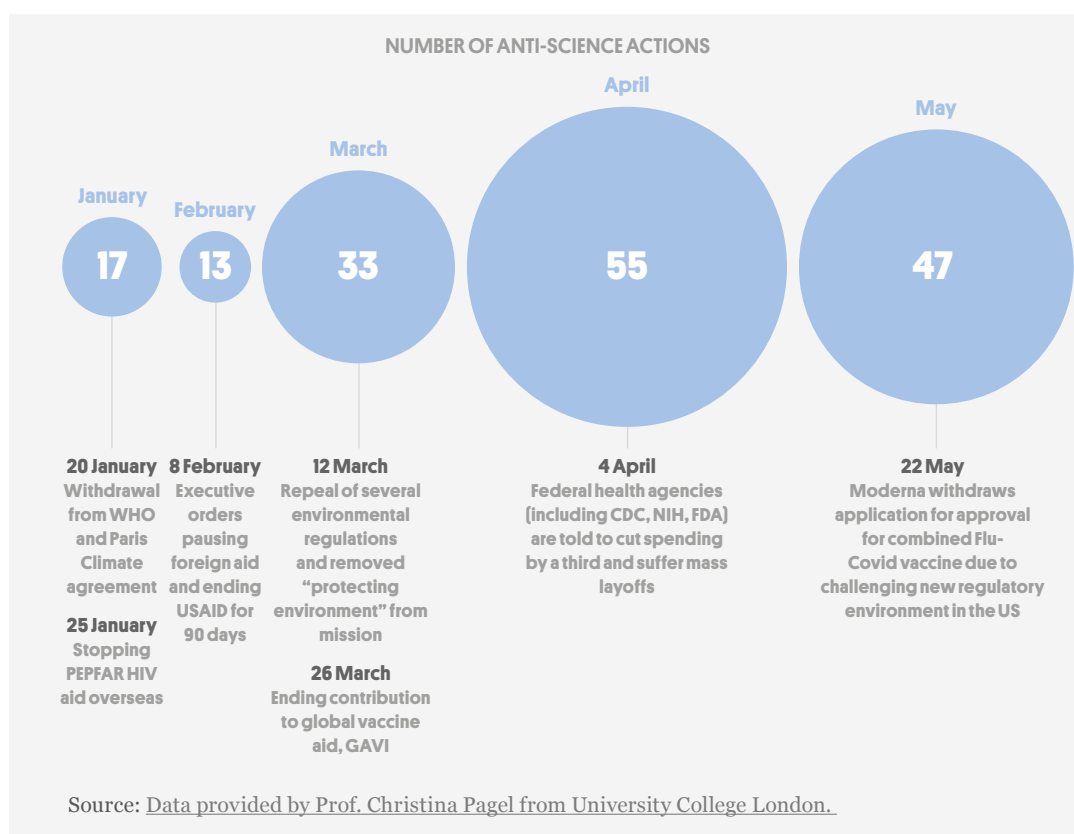 NUMBER OF ANTI-SCIENCE ACTIONS
January
17
20 January
Withdrawal
from WHO
and Paris
Climate
agreement
25 January
Stopping
PEPFAR HIV
aid overseas
February
13
8 February
Executive
orders
pausing
foreign aid
and ending
USAID for
90 days
March
33
12 March
Repeal of several
environmental
regulations
and removed
“protecting
environment” from
mission
26 March
Ending contribution
to global vaccine
aid, GAVI
April
55
4 April
Federal health agencies
(including CDC, NIH, FDA)
are told to cut spending
by a third and suffer mass
layoffs
May
47
22 May
Moderna withdraws
application for approval
for combined Flu-
Covid vaccine due to
challenging new regulatory
environment in the US
Source: Data provided by Prof. Christina Pagel from University College London.